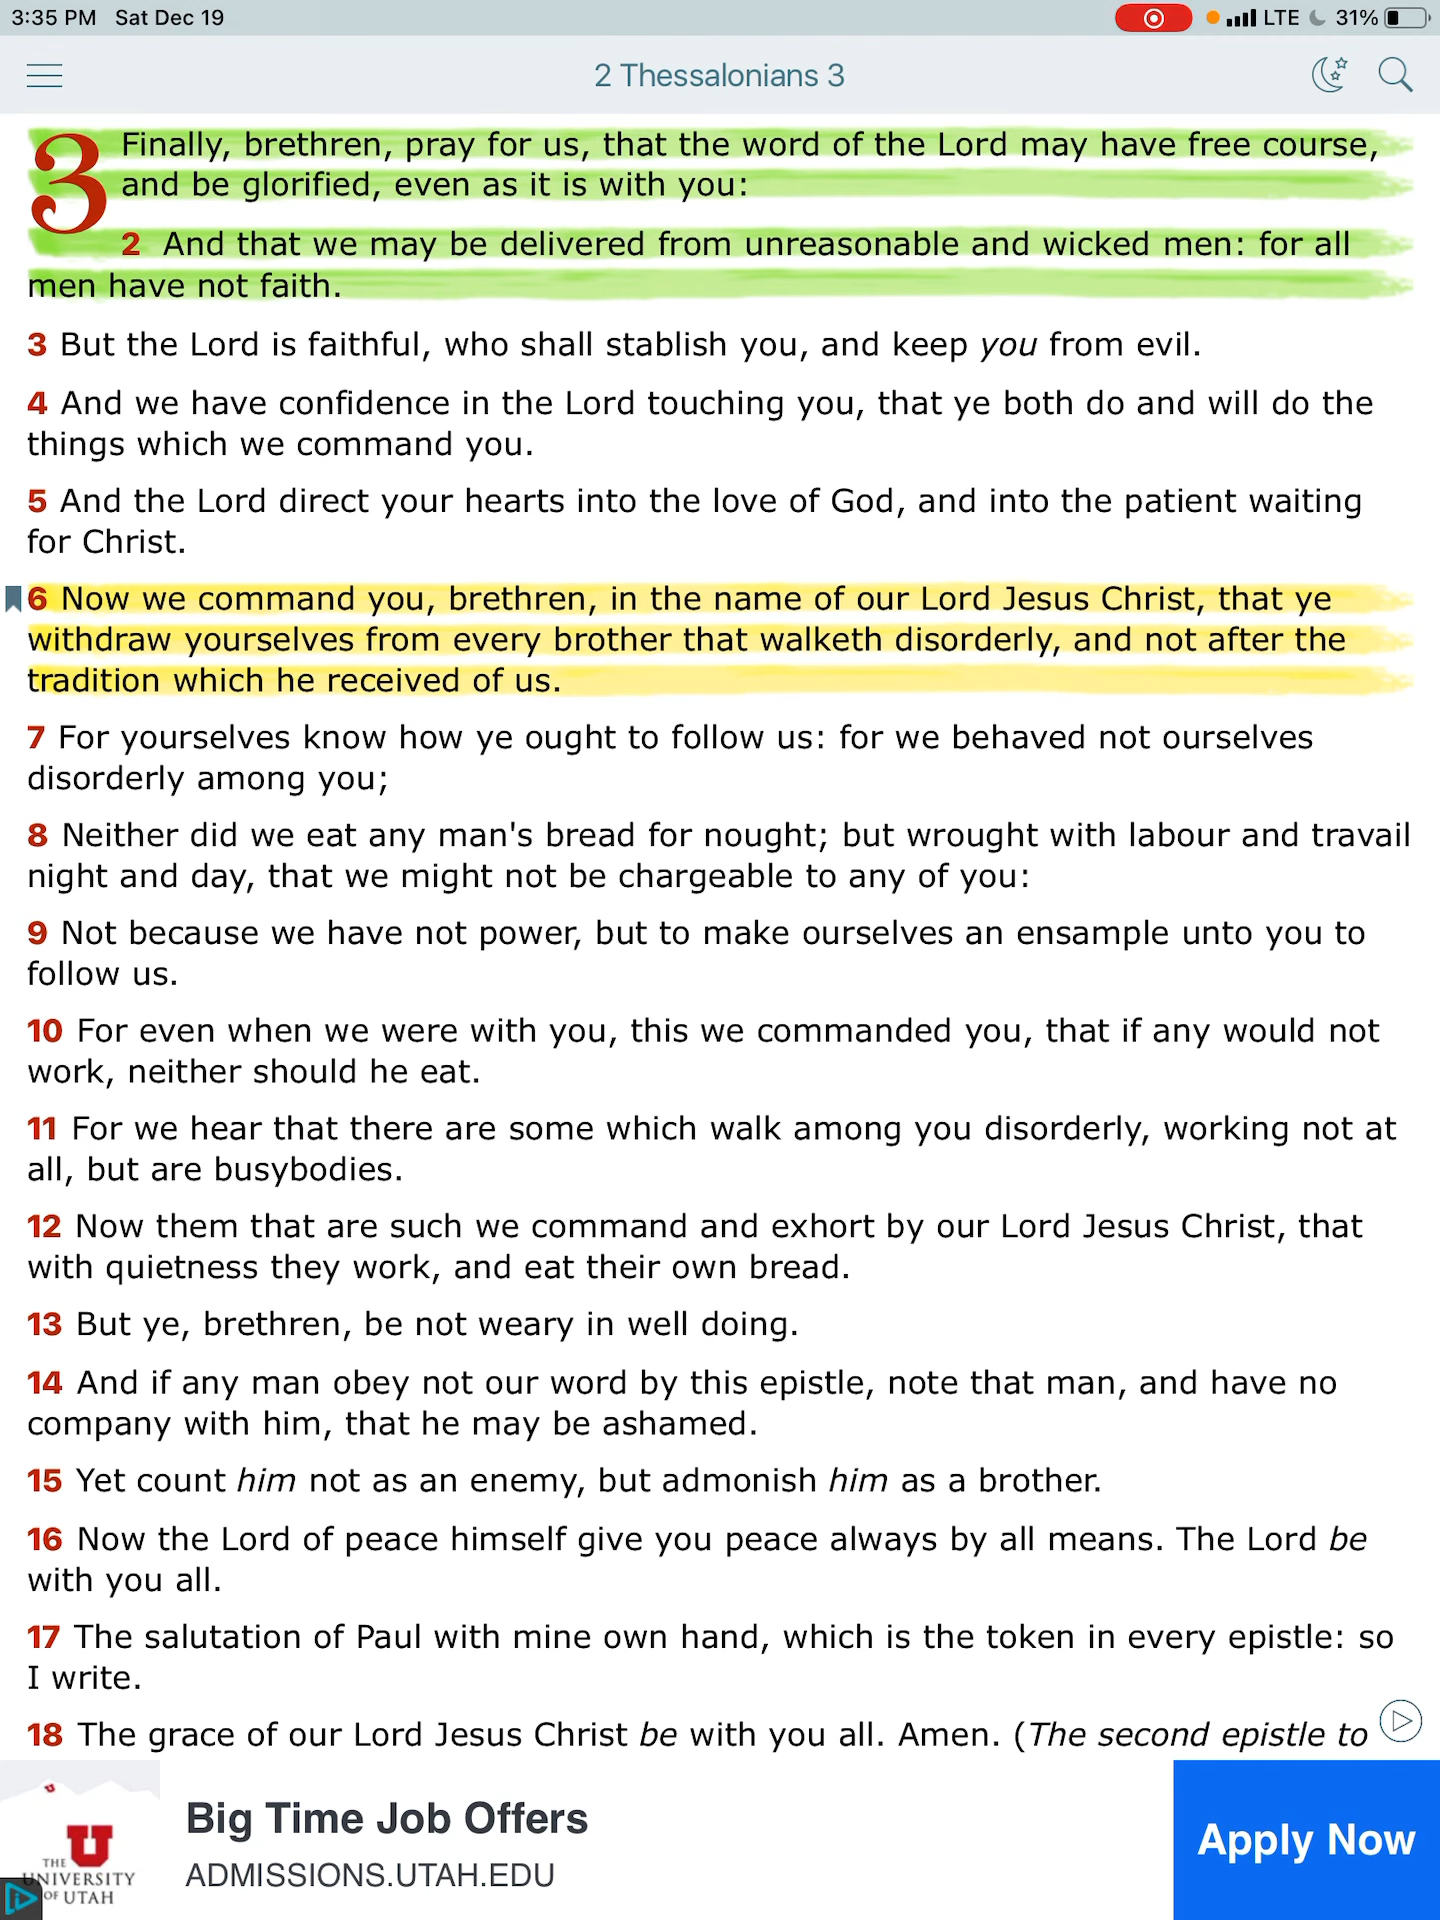 3:35 PM Sat Dec 19
LTE 31%
2 Thessalonians 3
3 Finally, brethren, pray for us, that the word of the Lord may have free course,
and be glorified, even as it is with you:
2 And that we may be delivered from unreasonable and wicked men: for all
men have not faith.
3 But the Lord is faithful, who shall stablish you, and keep you from evil.
4 And we have confidence in the Lord touching you, that ye both do and will do the
things which we command you.
5 And the Lord direct your hearts into the love of God, and into the patient waiting
for Christ.
6 Now we command you, brethren, in the name of our Lord Jesus Christ, that ye
withdraw yourselves from every brother that walketh disorderly, and not after the
tradition which he received of us.
7 For yourselves know how ye ought to follow us: for we behaved not ourselves
disorderly among you;
8 Neither did we eat any man's bread for nought; but wrought with labour and travail
night and day, that we might not be chargeable to any of you:
9 Not because we have not power, but to make ourselves an ensample unto you to
follow us.
10 For even when we were with you, this we commanded you, that if any would not
work, neither should he eat.
11 For we hear that there are some which walk among you disorderly, working not at
all, but are busybodies.
12 Now them that are such we command and exhort by our Lord Jesus Christ, that
with quietness they work, and eat their own bread.
13 But ye, brethren, be not weary in well doing.
14 And if any man obey not our word by this epistle, note that man, and have no
company with him, that he may be ashamed.
15 Yet count him not as an enemy, but admonish him as a brother.
16 Now the Lord of peace himself give you peace always by all means. The Lord be
with you all.
17 The salutation of Paul with mine own hand, which is the token in every epistle: so
I write.
18 The grace of our Lord Jesus Christ be with you all. Amen. (The second epistle to
U
THE
UNIVERSITY
OF UTAH
Big Time Job Offers
ADMISSIONS.UTAH.EDU
Apply Now